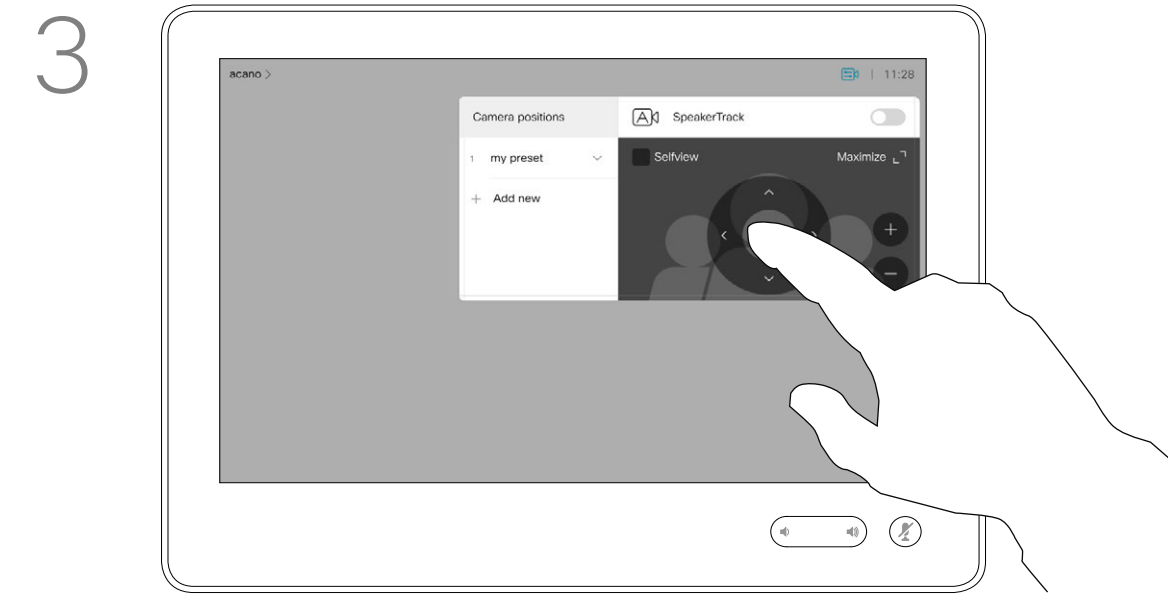 3
acano >
11:28
Camera positions
A
SpeakerTrack
1 my preset
Selfview
Maximize
+ Add new